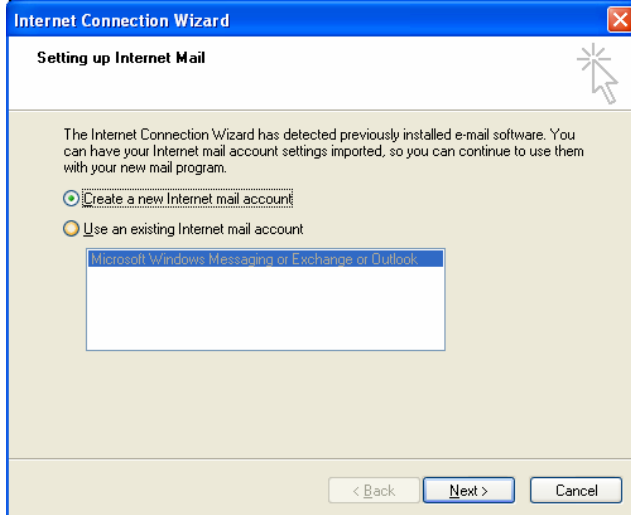 Internet Connection Wizard
Setting up Internet Mail
The Internet Connection Wizard has detected previously installed e-mail software. You
can have your Internet mail account settings imported, so you can continue to use them
with your new mail program.
Create a new Internet mail account
Use an existing Internet mail account
Microsoft Windows Messaging or Exchange or Outlook
< Back
Next >
Cancel